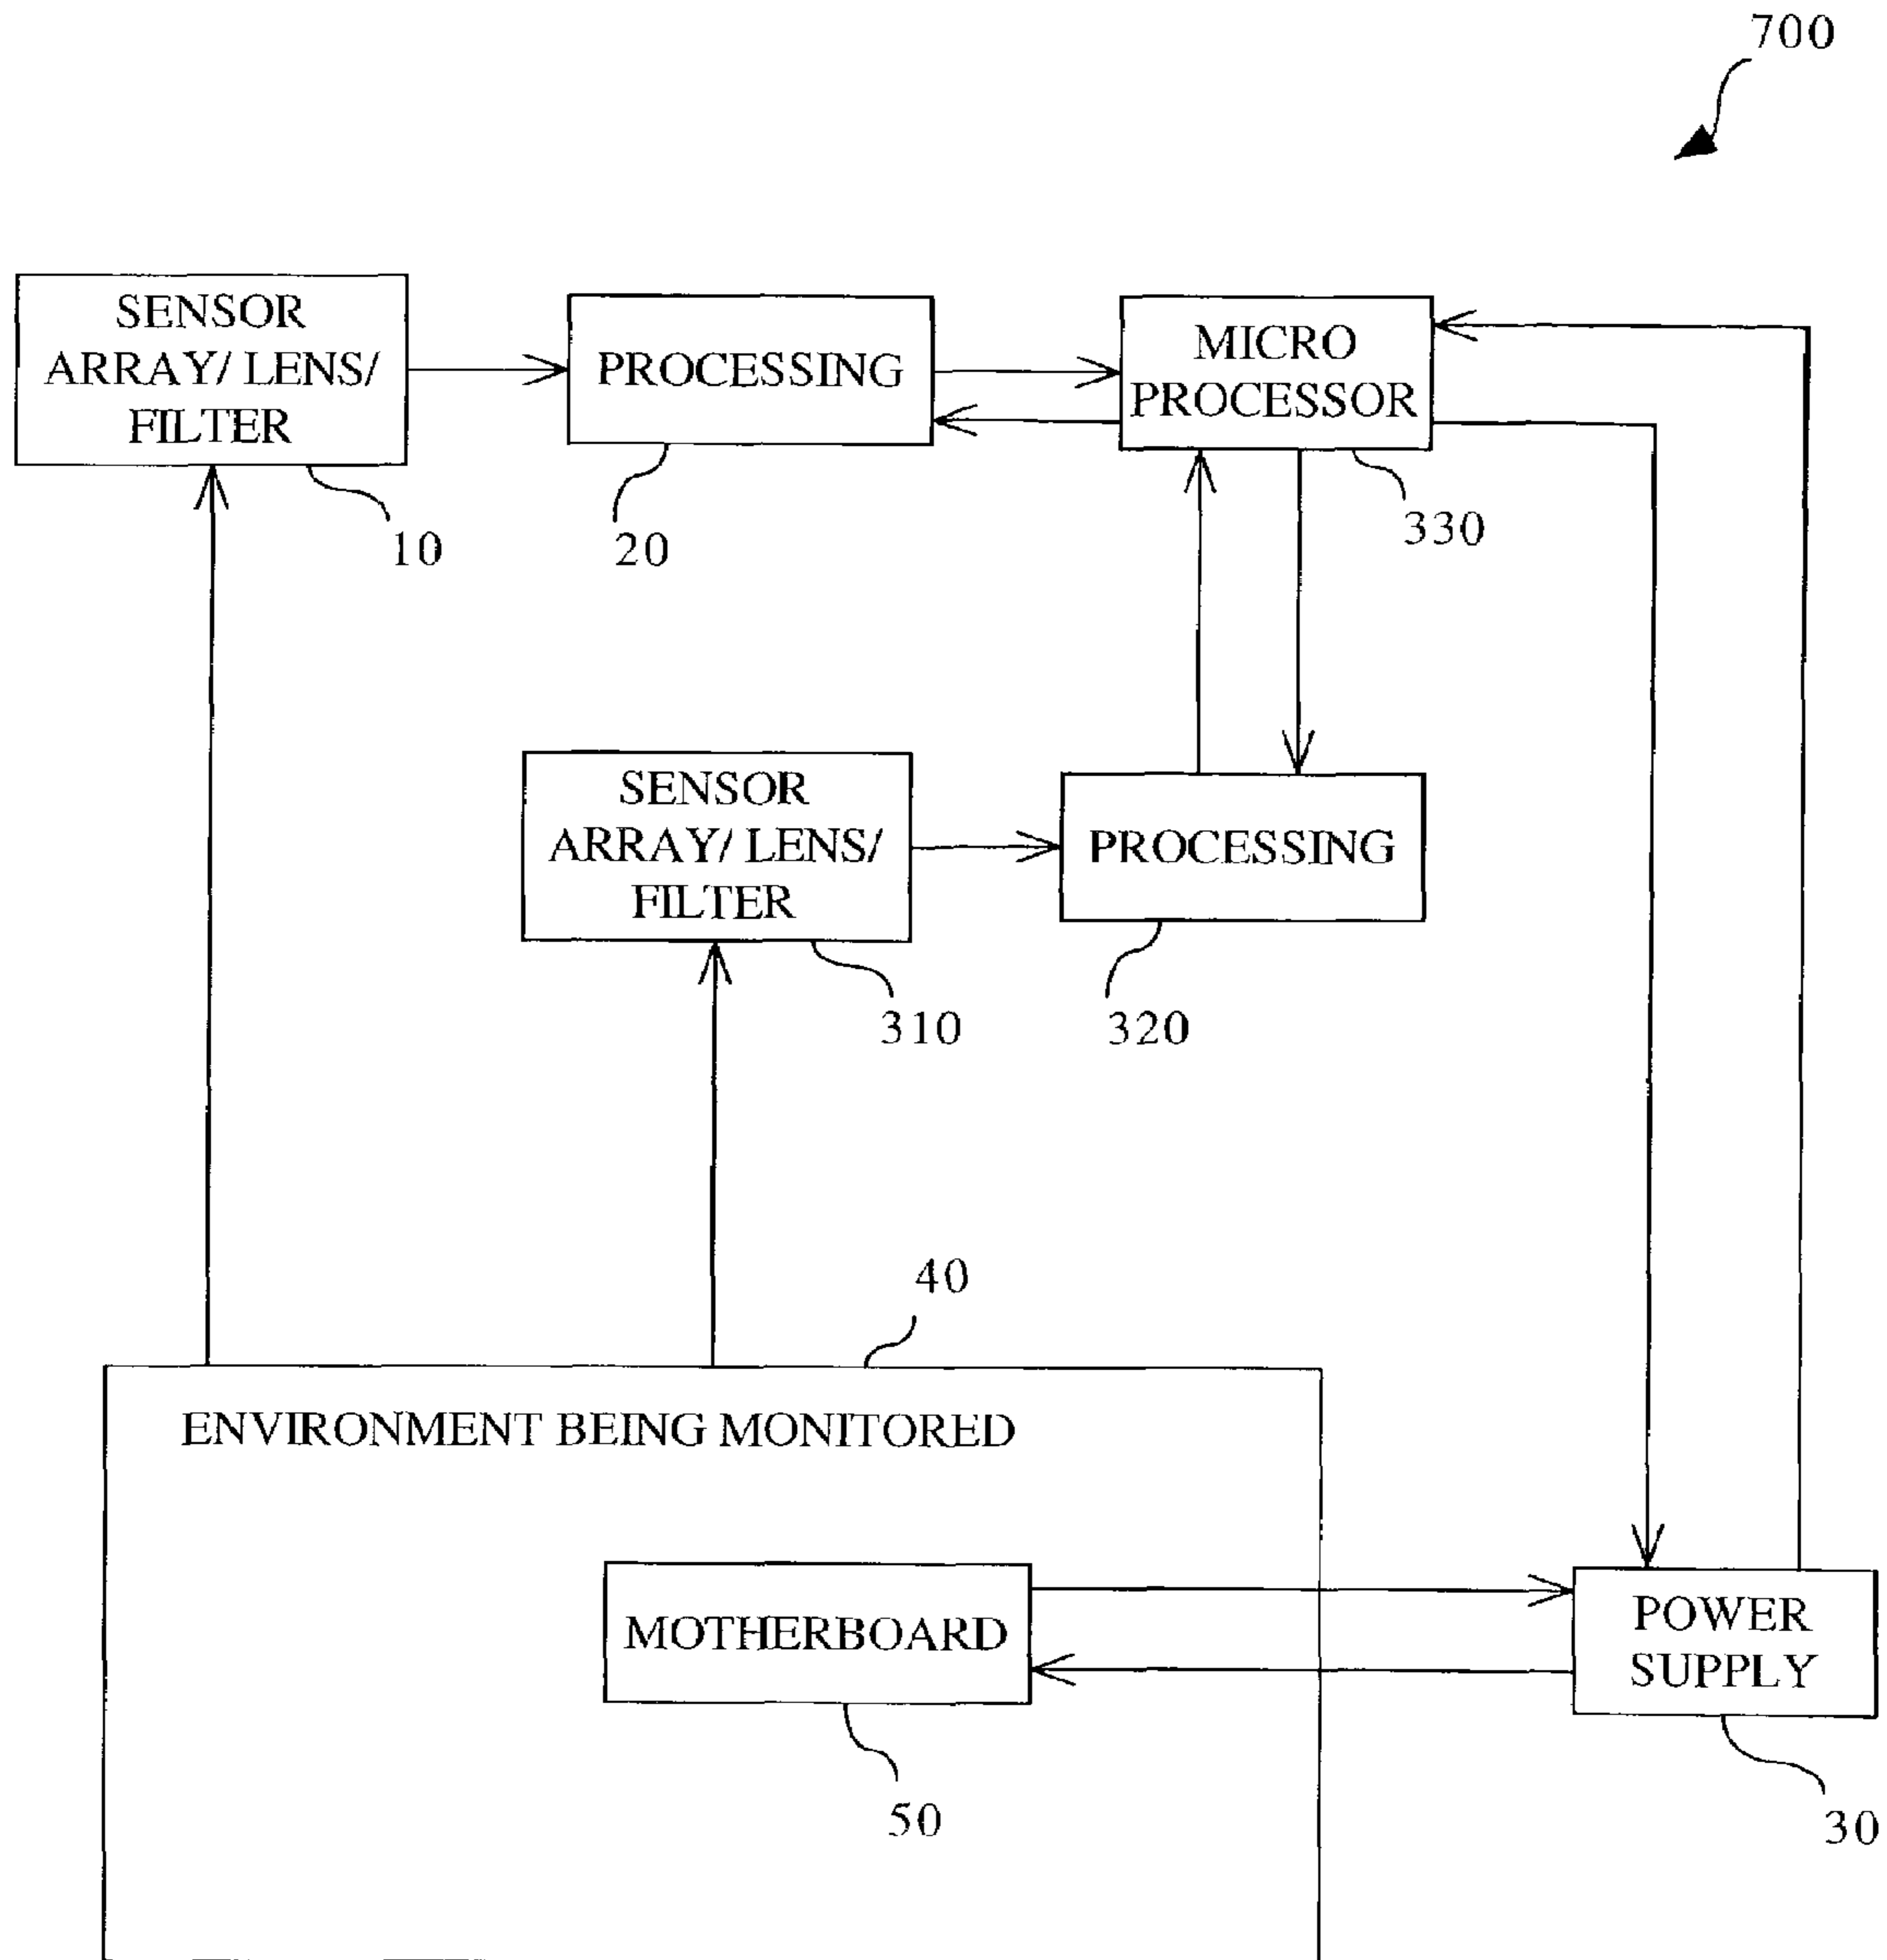 700
SENSOR
ARRAY/ LENS/
FILTER
10
PROCESSING
20
MICRO
PROCESSOR
330
SENSOR
ARRAY/ LENS/
FILTER
310
PROCESSING
320
40
ENVIRONMENT BEING MONITORED
MOTHERBOARD
50
POWER
SUPPLY
30